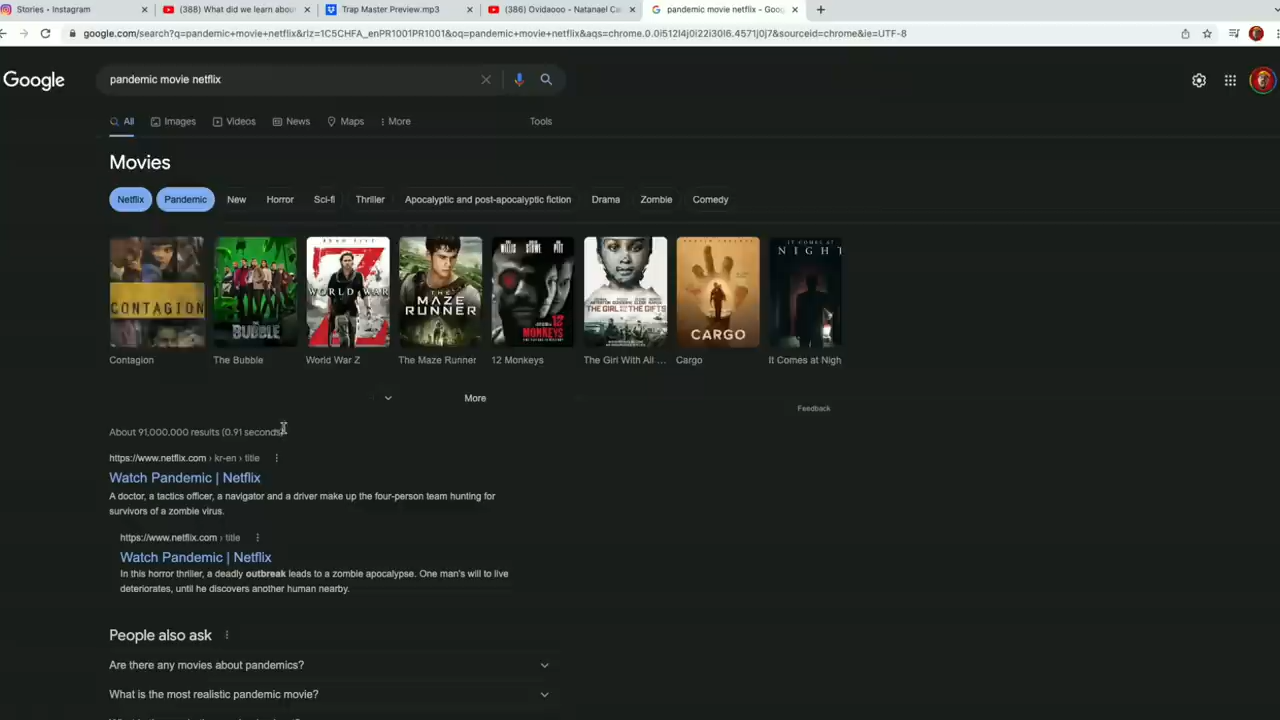 Stories • Instagram
(388) What did we learn abou
Trap Master Preview.mp3
(386) Ovidaooo - Natanael Ca
pandemic movie netflix - Goo
google.com/search?q=pandemic+movie+netflix&rlz=1C5CHFA_enPR1001PR1001&oq=pandemic+movie+netflix&aqs=chrome.0.0i512l4j0i22i30l6.4571j0j7&sourceid=chrome&ie=UTF-8
Google
pandemic movie netflix
All
Images
Videos
News
Maps
More
Tools
Movies
Netflix
Pandemic
New
Horror
Sci-fi
Thriller
Apocalyptic and post-apocalyptic fiction
Drama
Zombie
Comedy
CONTAGION
THE BUBBLE
WORLD WAR Z
THE MAZE RUNNER
12 MONKEYS
THE GIRL WITH ALL THE GIFTS
CARGO
IT COMES AT NIGHT
Contagion
The Bubble
World War Z
The Maze Runner
12 Monkeys
The Girl With All ...
Cargo
It Comes at Nigh
More
Feedback
About 91,000,000 results (0.91 seconds)
https://www.netflix.com › kr-en › title
Watch Pandemic | Netflix
A doctor, a tactics officer, a navigator and a driver make up the four-person team hunting for
survivors of a zombie virus.
https://www.netflix.com › title
Watch Pandemic | Netflix
In this horror thriller, a deadly outbreak leads to a zombie apocalypse. One man's will to live
deteriorates, until he discovers another human nearby.
People also ask
Are there any movies about pandemics?
What is the most realistic pandemic movie?